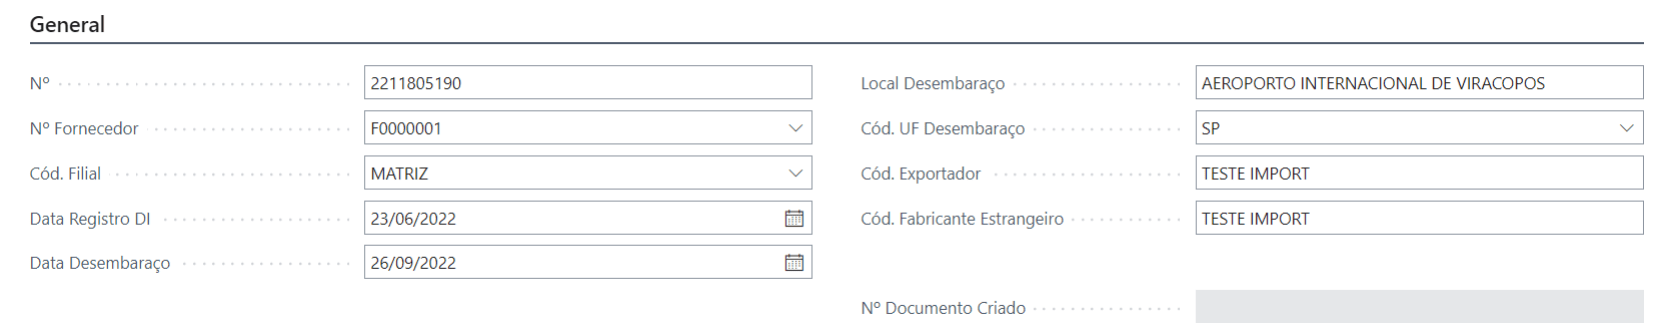 General
Nº 2211805190
Nº Fornecedor F0000001
Cód. Filial MATRIZ
Data Registro DI 23/06/2022
Data Desembaraço 26/09/2022
Local Desembaraço AEROPORTO INTERNACIONAL DE VIRACOPOS
Cód. UF Desembaraço SP
Cód. Exportador TESTE IMPORT
Cód. Fabricante Estrangeiro TESTE IMPORT
Nº Documento Criado